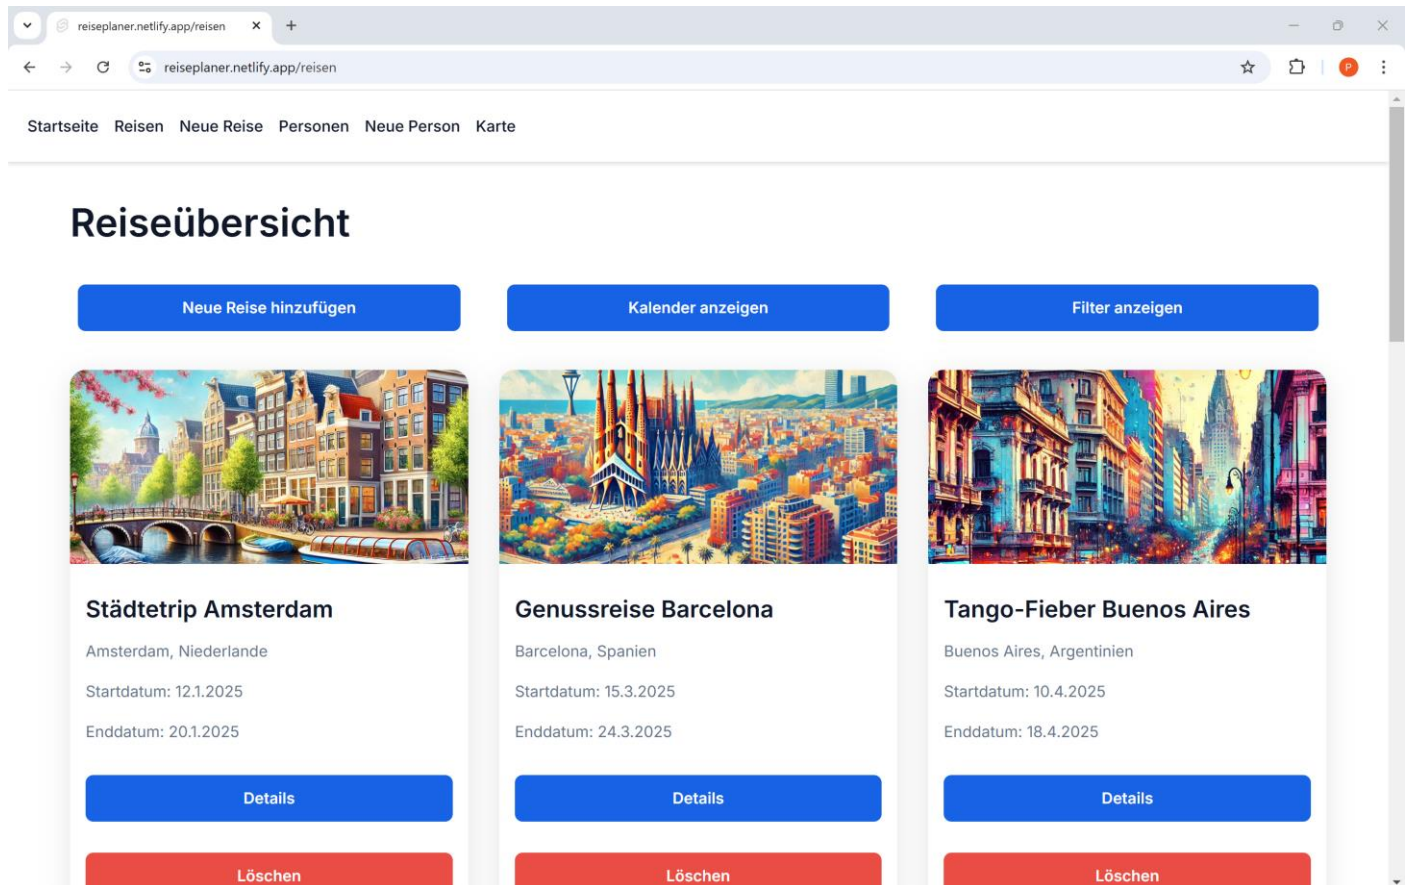 reiseplaner.netlify.app/reisen
reiseplaner.netlify.app/reisen
P
Startseite Reisen Neue Reise Personen Neue Person Karte
Reiseübersicht
Neue Reise hinzufügen Kalender anzeigen Filter anzeigen
Städtetrip Amsterdam
Amsterdam, Niederlande
Startdatum: 12.1.2025
Enddatum: 20.1.2025
Details
Löschen
Genussreise Barcelona
Barcelona, Spanien
Startdatum: 15.3.2025
Enddatum: 24.3.2025
Details
Löschen
Tango-Fieber Buenos Aires
Buenos Aires, Argentinien
Startdatum: 10.4.2025
Enddatum: 18.4.2025
Details
Löschen